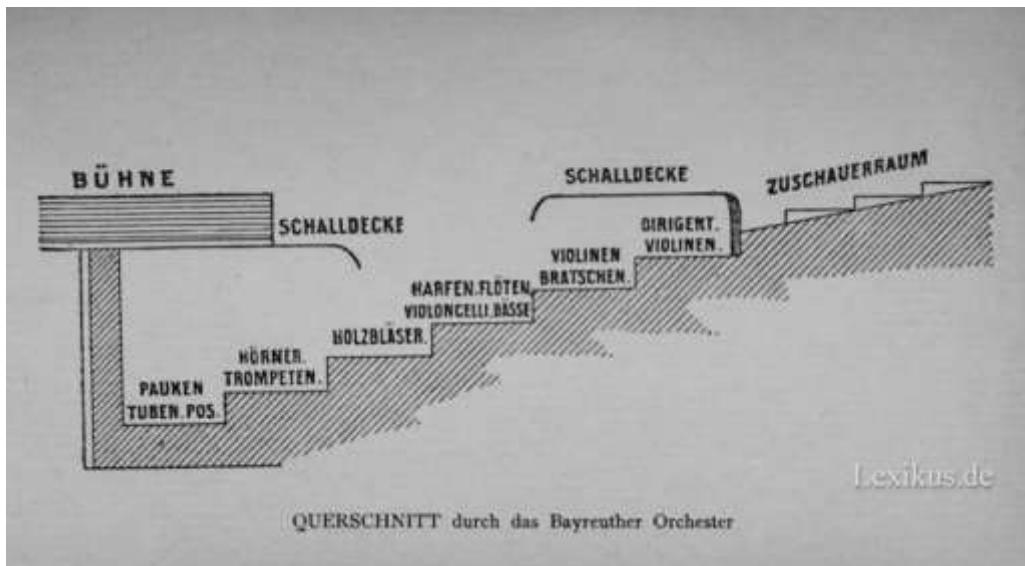 BÜHNE
SCHALLDECKE
SCHALLDECKE
ZUSCHAUERRAUM
DIRIGENT.
VIOLINEN.
VIOLINEN
BRATSCHEN.
HARFEN.FLÖTEN
VIOLONCELLI.BÄSSE
HOLZBLÄSER.
HÖRNER.
TROMPETEN.
PAUKEN
TUBEN.POS.
Lexikus.de
QUERSCHNITT durch das Bayreuther Orchester